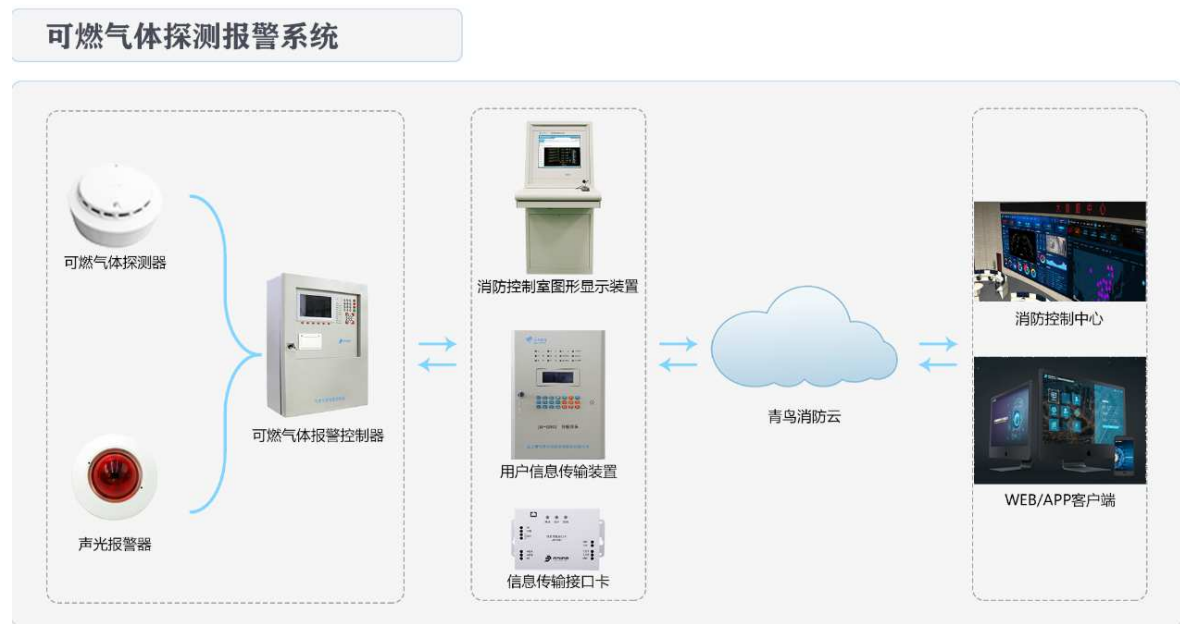 可燃气体探测报警系统
可燃气体探测器
声光报警器
可燃气体报警控制器
消防控制室图形显示装置
用户信息传输装置
信息传输接口卡
青鸟消防云
消防控制中心
WEB/APP客户端